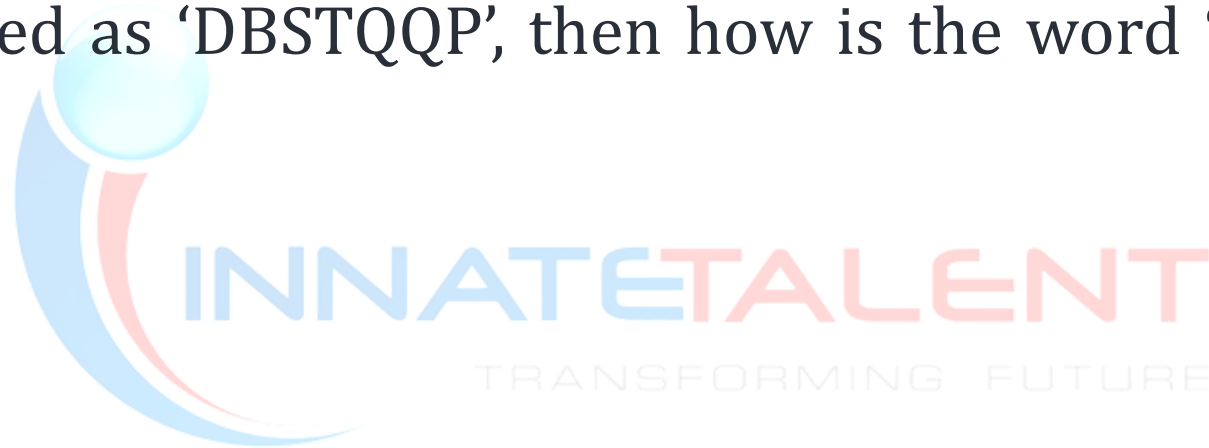 ed as ‘DBSTQQP’, then how is the word ‘
INNATETALENT
TRANSFORMING FUTURE